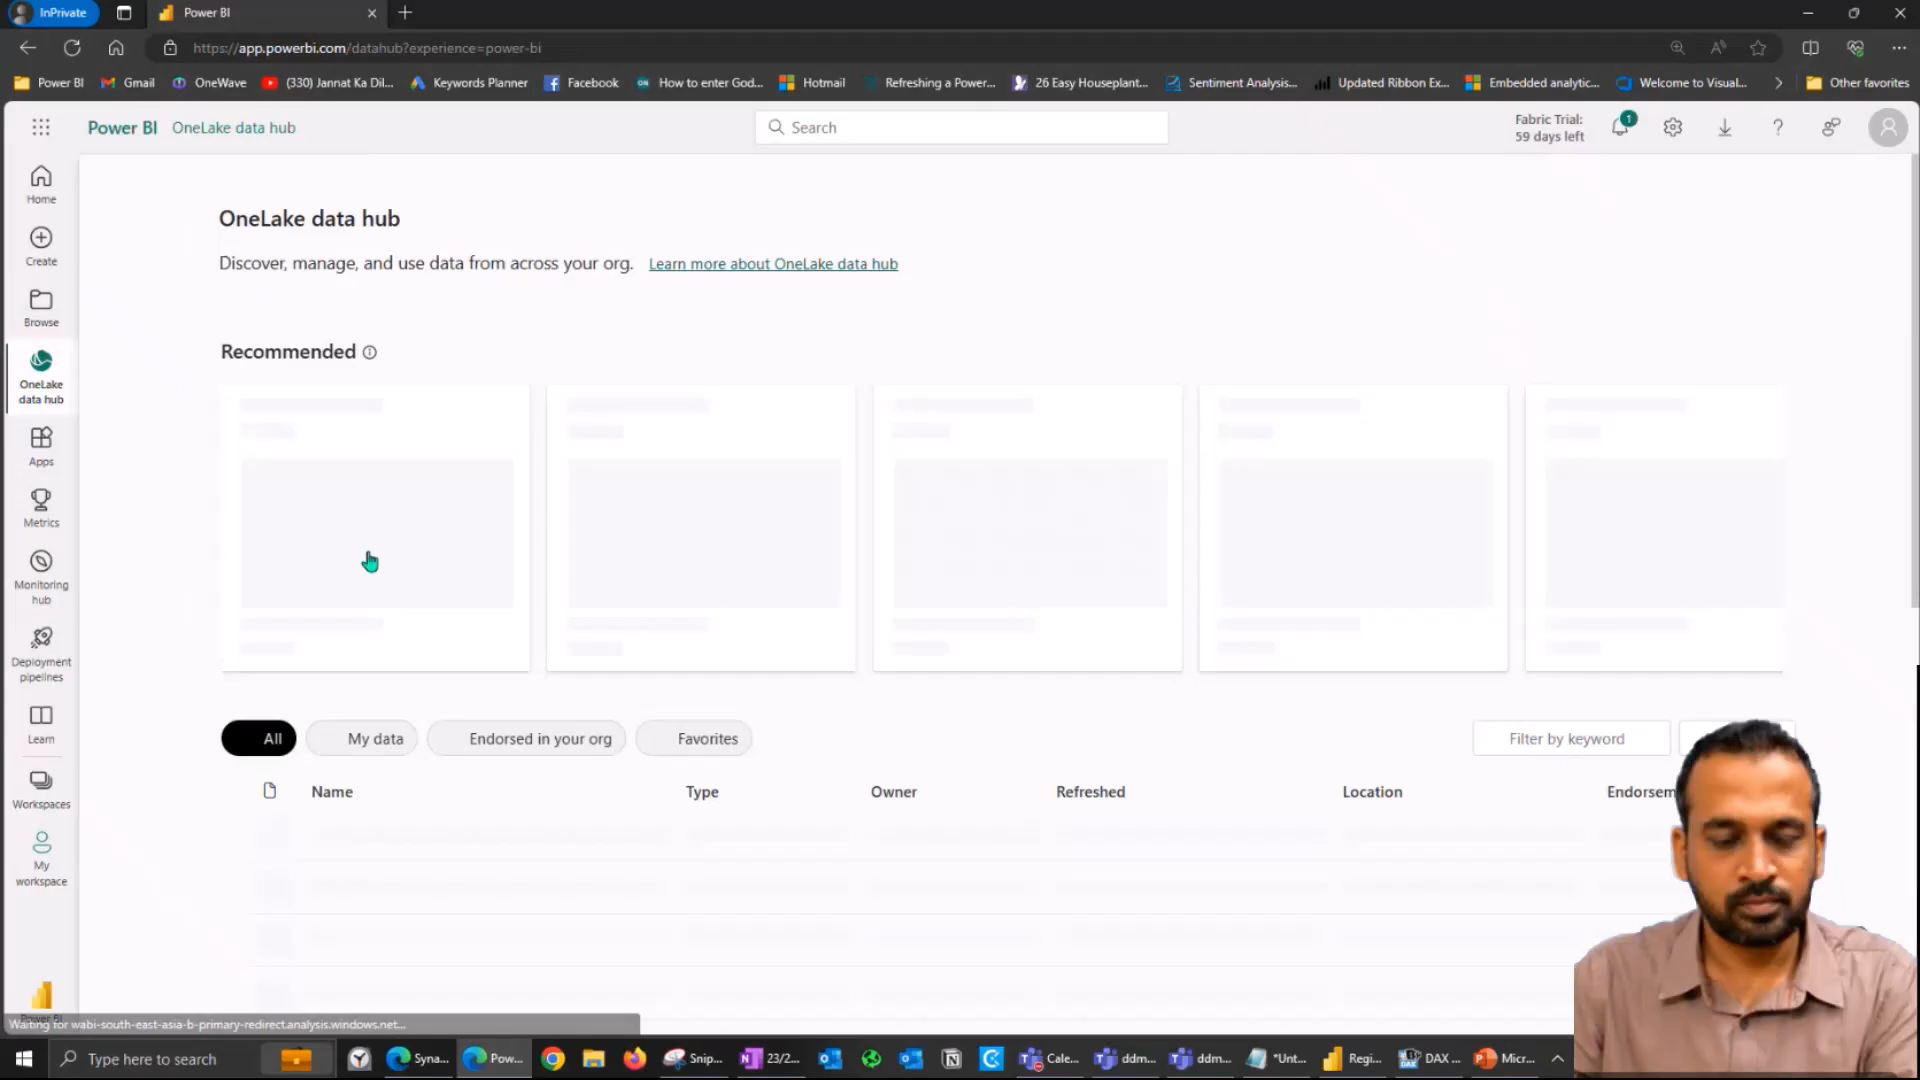 InPrivate
Power BI
https://app.powerbi.com/datahub?experience=power-bi
Power BI
Gmail
OneWave
(330) Jannat Ka Dil...
Keywords Planner
Facebook
How to enter God...
Hotmail
Refreshing a Power...
26 Easy Houseplant...
Sentiment Analysis...
Updated Ribbon Ex...
Embedded analytic...
Welcome to Visual...
Other favorites
Power BI OneLake data hub
Search
Fabric Trial:
59 days left
1
Home
Create
Browse
OneLake
data hub
Apps
Metrics
Monitoring
hub
Deployment
pipelines
Learn
Workspaces
My
workspace
Power BI
OneLake data hub
Discover, manage, and use data from across your org. Learn more about OneLake data hub
Recommended
All
My data
Endorsed in your org
Favorites
Filter by keyword
Name Type Owner Refreshed Location Endorsem
Waiting for wabi-south-east-asia-b-primary-redirect.analysis.windows.net...
Type here to search
Syna...
Pow...
Snip...
23/2...
Cale...
ddm...
ddm...
*Unt...
Regi...
DAX ...
Micr...